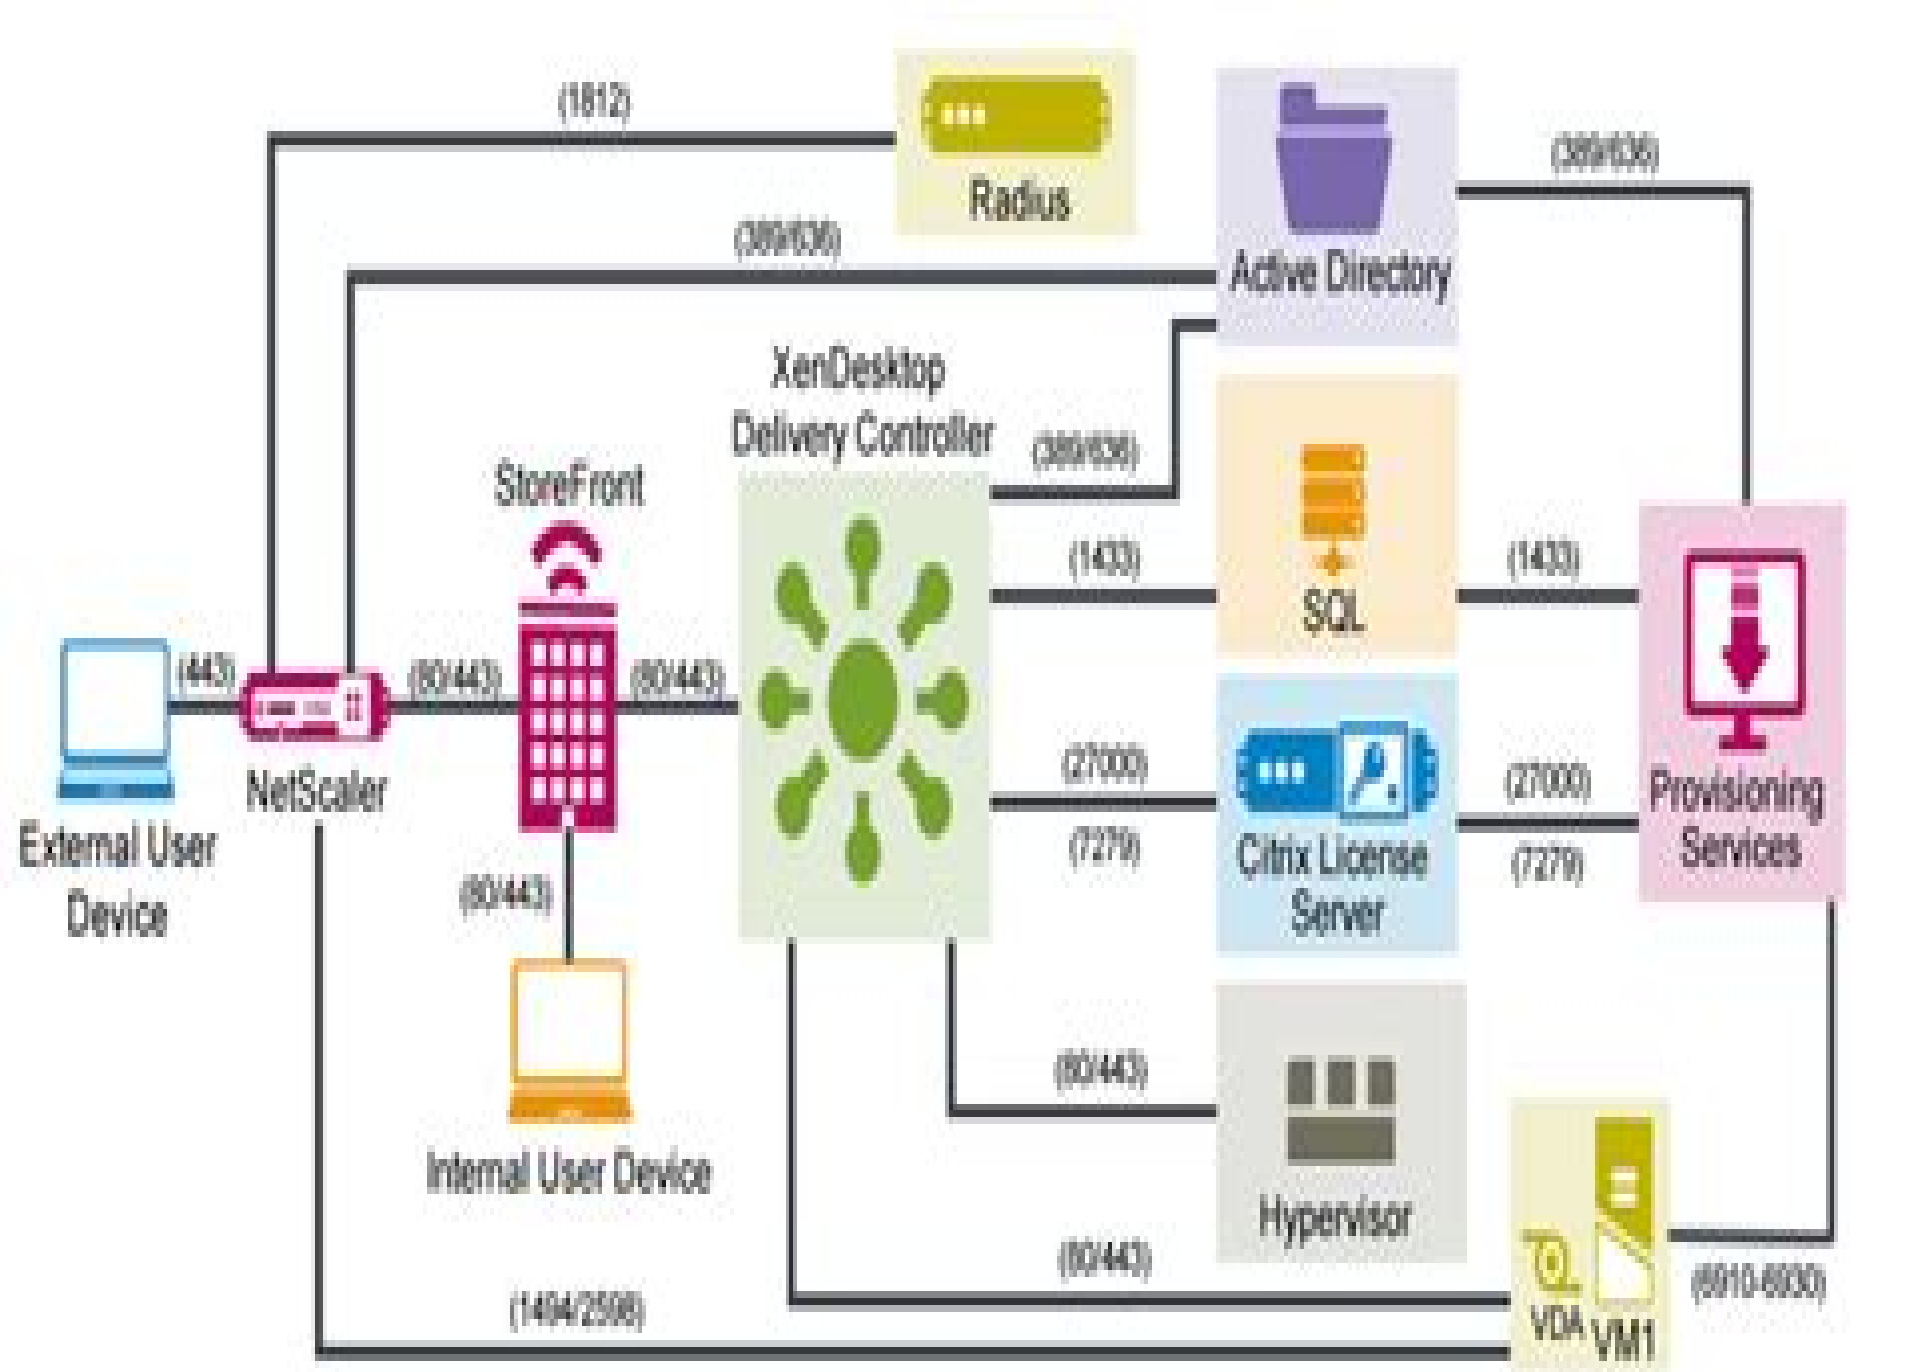 (1812)
Radius
(389/636)
(389/636)
Active Directory
XenDesktop
Delivery Controller
(389/636)
StoreFront
(1433)
SQL
(1433)
(443)
(80/443)
(80/443)
NetScaler
External User
Device
(27000)
(7279)
Citrix License
Server
(27000)
(7279)
Provisioning
Services
(80/443)
Internal User Device
(80/443)
Hypervisor
(80/443)
(1494/2598)
VDA
VM1
(6910-6930)